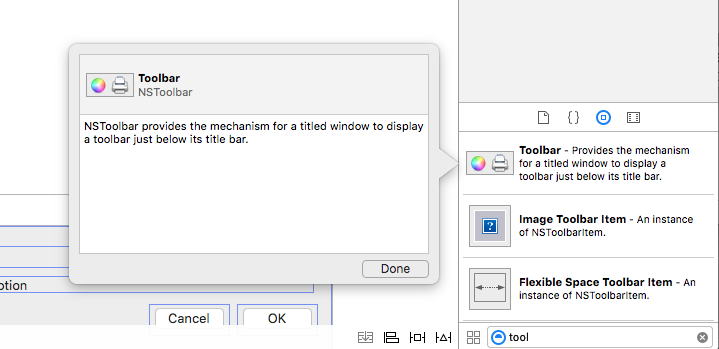 Toolbar
NSToolbar
NSToolbar provides the mechanism for a titled window to display
a toolbar just below its title bar.
Done
Toolbar - Provides the mechanism
for a titled window to display a
toolbar just below its title bar.
Image Toolbar Item - An instance
of NSToolbarItem.
Flexible Space Toolbar Item - An
instance of NSToolbarItem.
Cancel
OK
tool